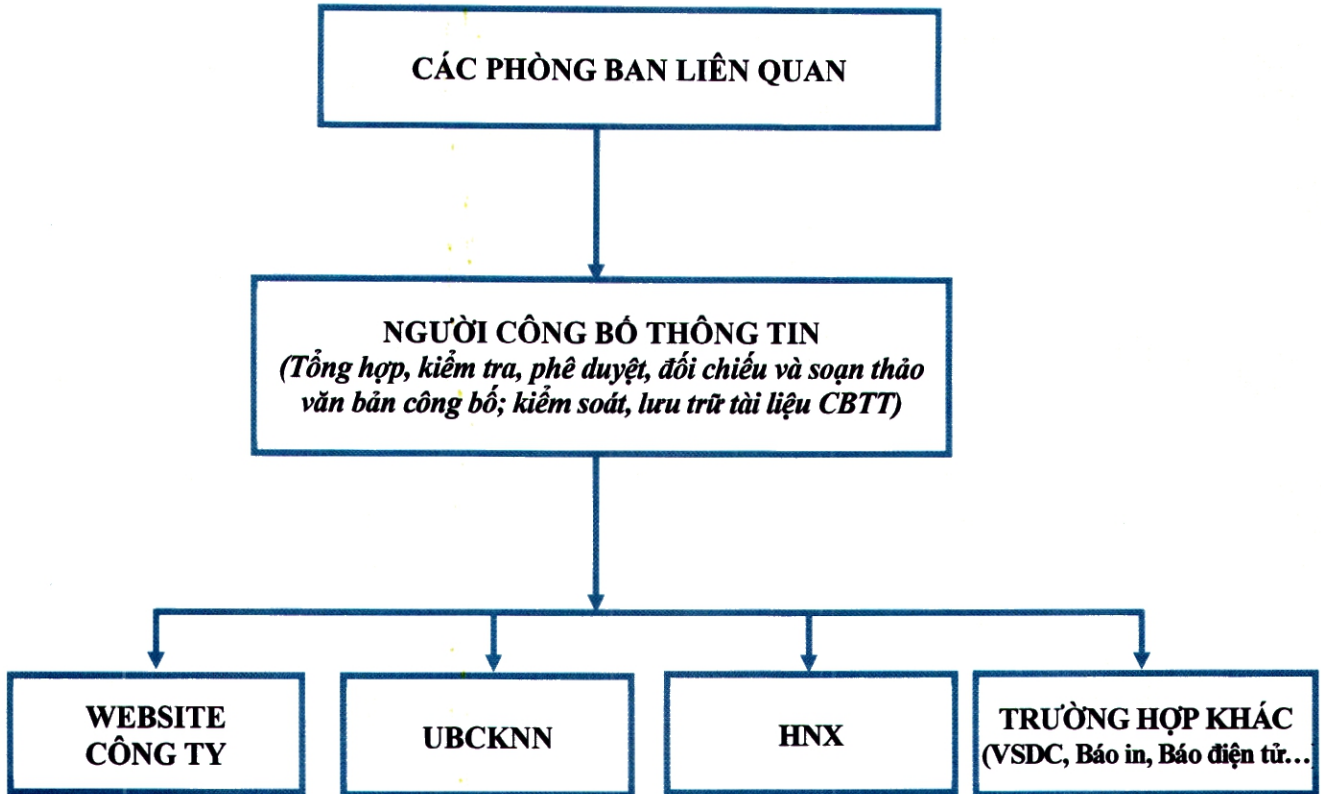 CÁC PHÒNG BAN LIÊN QUAN
NGƯỜI CÔNG BỐ THÔNG TIN
(Tổng hợp, kiểm tra, phê duyệt, đối chiếu và soạn thảo
văn bản công bố; kiểm soát, lưu trữ tài liệu CBTT)
WEBSITE
CÔNG TY
UBCKNN
HNX
TRƯỜNG HỢP KHÁC
(VSDC, Báo in, Báo điện tử…